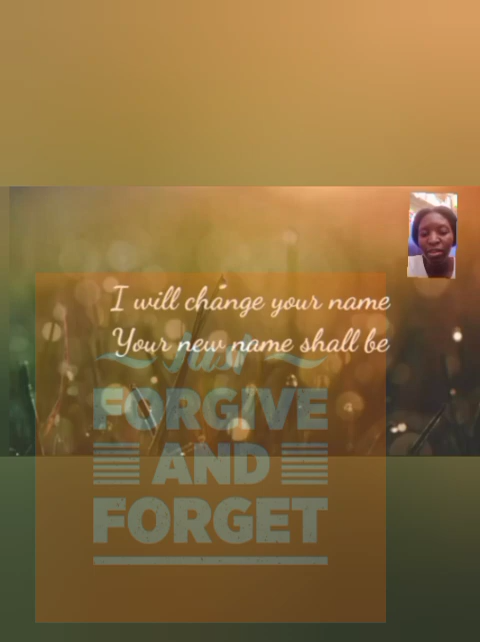 I will change your name
Your new name shall be
Just
FORGIVE
AND
FORGET